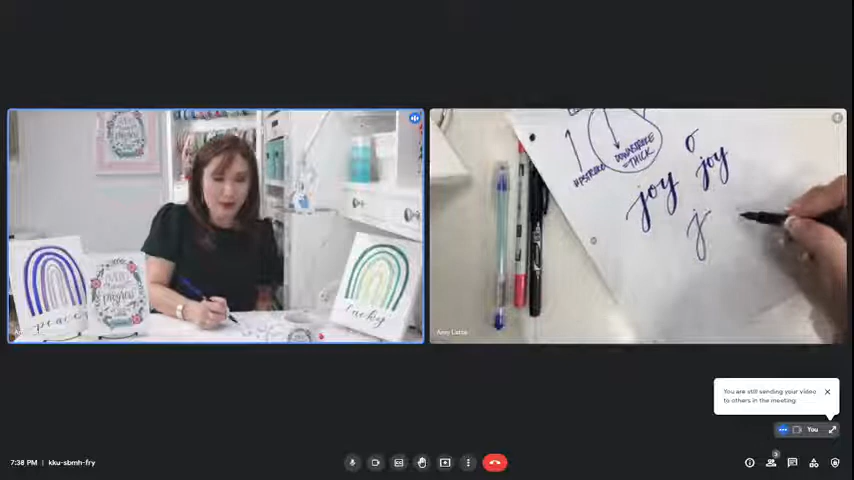 peace
lucky
UPSTROKE
DOWNSTROKE
=THICK
o
joy
joy
j
Amy Latta
You are still sending your video
to others in the meeting
You
3
7:38 PM | kku-sbmh-fry